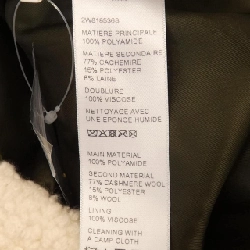 MATIERE PRINCIPALE
100% POLYAMIDE
MATIERE SECONDAIRE
77% CACHEMIRE
15% POLYESTER
8% LAINE
DOUBLURE
100% VISCOSE
NETTOYAGE AVEC
UNE EPONGE HUMIDE
MAIN MATERIAL
100% POLYAMIDE
SECOND MATERIAL
77% CASHMERE WOOL
15% POLYESTER
8% WOOL
LINING
100% VISCOSE
CLEANING WITH
A DAMP CLOTH